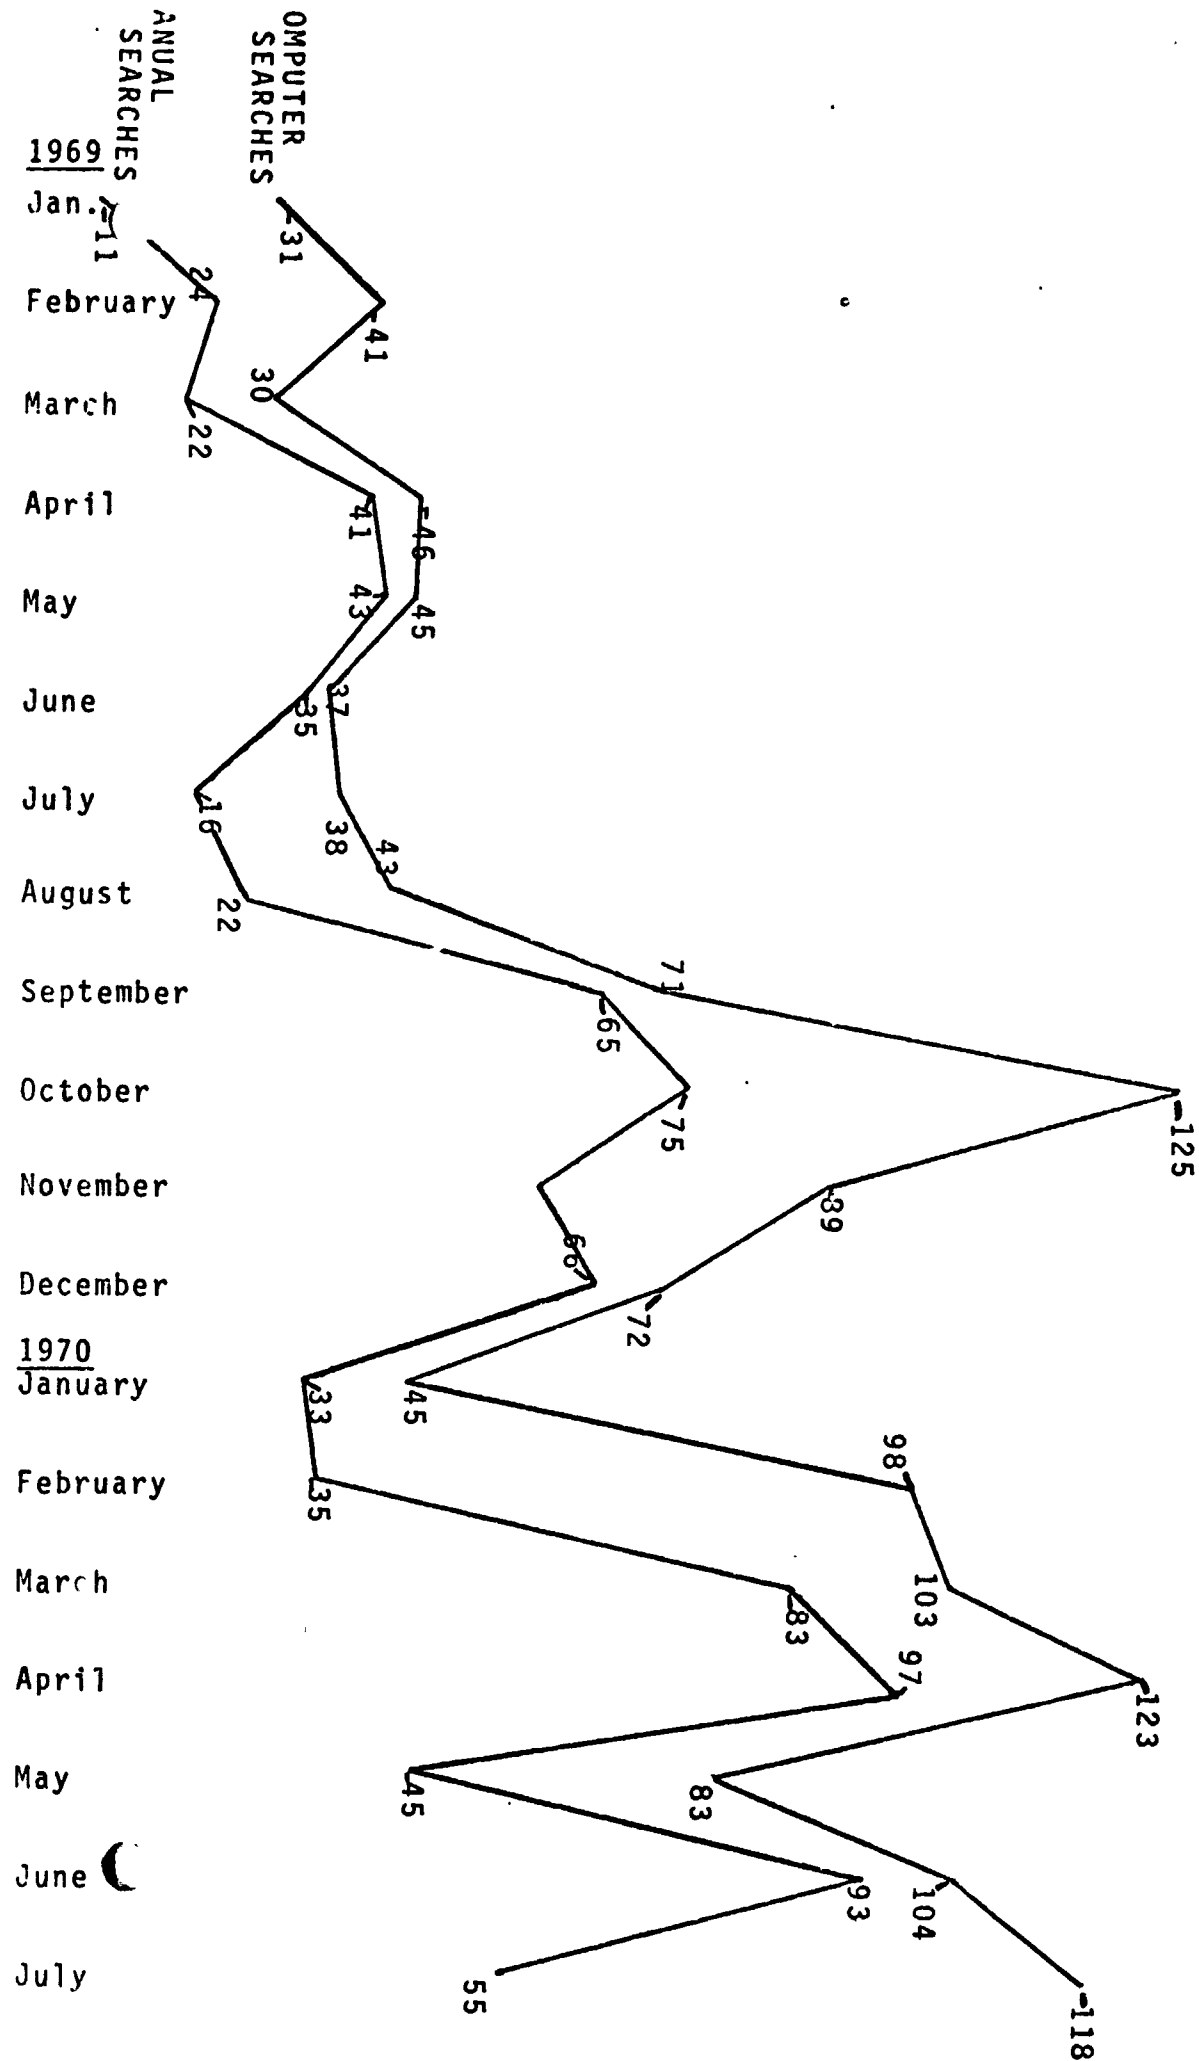 ANUAL
SEARCHES
OMPUTER
SEARCHES
1969
Jan.
11
31
February
24
41
March
22
30
April
41
46
May
43
45
June
35
37
July
16
38
August
22
43
September
65
71
October
75
125
November
89
December
66
72
1970
January
33
45
February
35
98
March
83
103
April
97
123
May
45
83
June
93
104
July
55
118